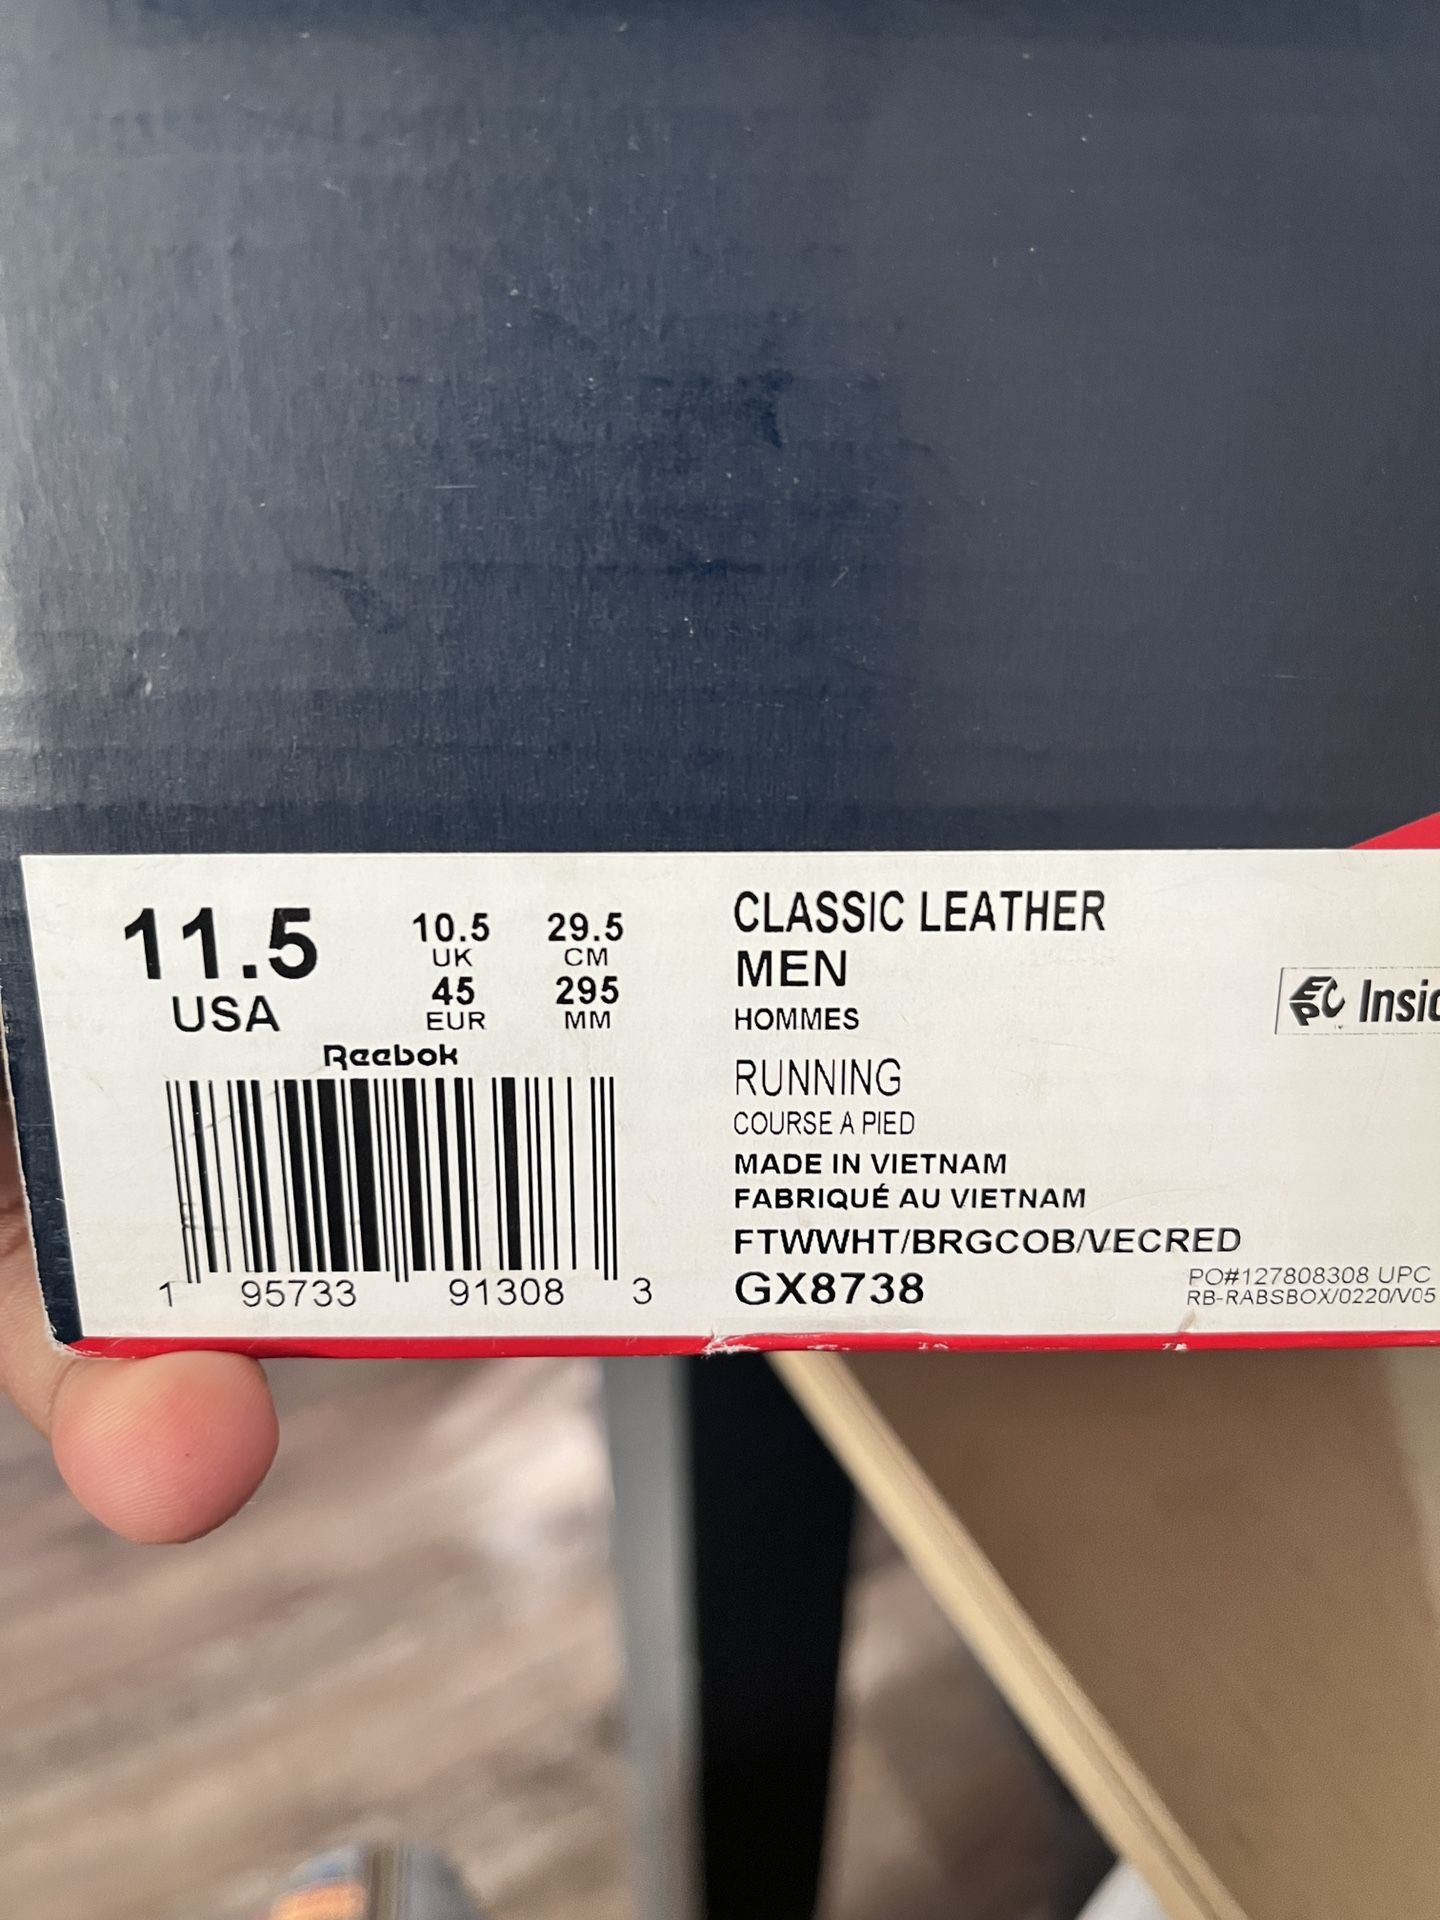 11.5
USA
10.5
UK
45
EUR
29.5
CM
295
MM
Reebok
1 95733 91308 3
CLASSIC LEATHER
MEN
HOMMES
RUNNING
COURSE A PIED
MADE IN VIETNAM
FABRIQUÉ AU VIETNAM
FTWWHT/BRGCOB/VECRED
GX8738
EPC
PO#127808308 UPC
RB-RABSBOX/0220/V05